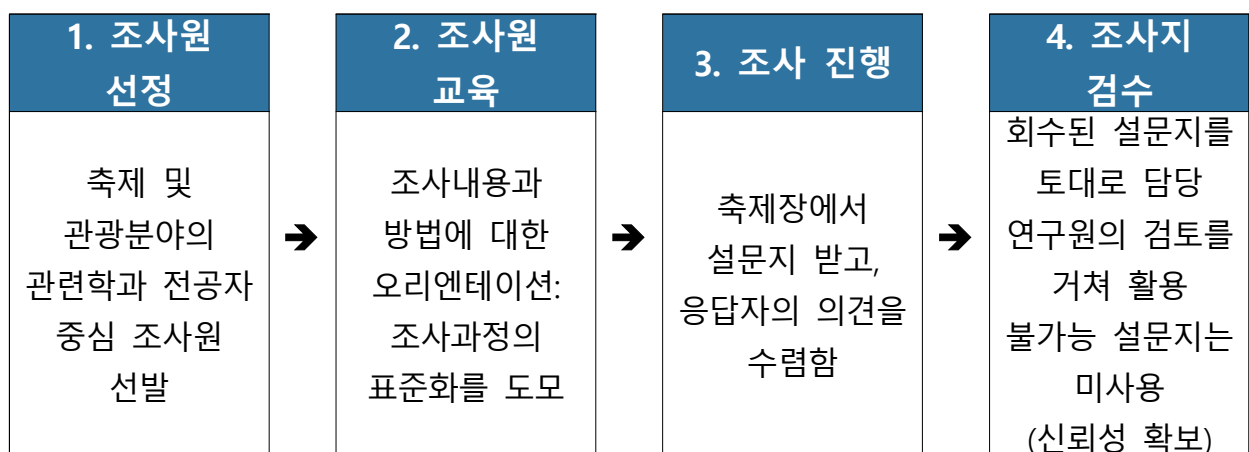 1. 조사원
선정
축제 및
관광분야의
관련학과 전공자
중심 조사원
선발
➔
2. 조사원
교육
조사내용과
방법에 대한
오리엔테이션:
조사과정의
표준화를 도모
➔
3. 조사 진행
축제장에서
설문지 받고,
응답자의 의견을
수렴함
➔
4. 조사지
검수
회수된 설문지를
토대로 담당
연구원의 검토를
거쳐 활용
불가능 설문지는
미사용
(신뢰성 확보)